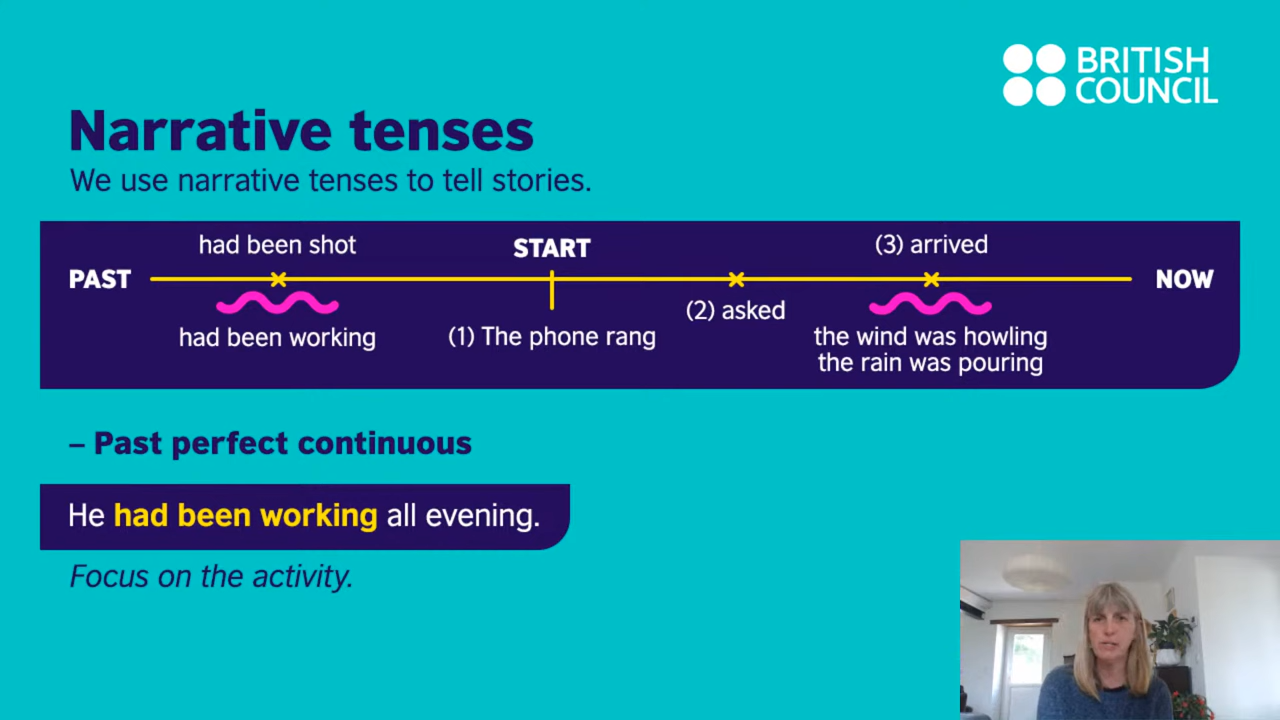 BRITISH
COUNCIL
Narrative tenses
We use narrative tenses to tell stories.
had been shot
START
(3) arrived
PAST
NOW
(2) asked
had been working
(1) The phone rang
the wind was howling
the rain was pouring
– Past perfect continuous
He had been working all evening.
Focus on the activity.